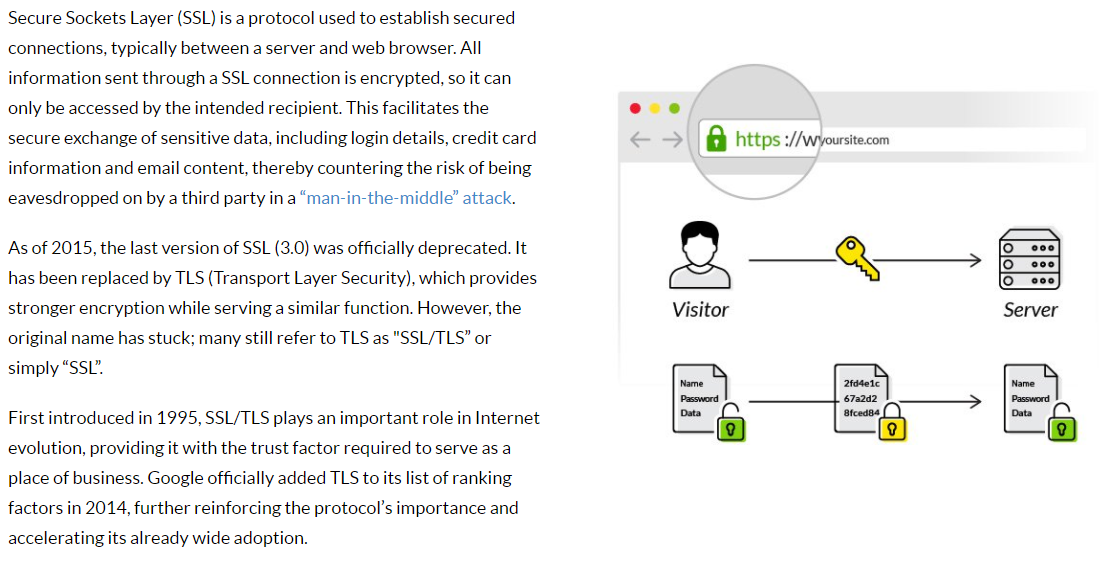 Secure Sockets Layer (SSL) is a protocol used to establish secured
connections, typically between a server and web browser. All
information sent through a SSL connection is encrypted, so it can
only be accessed by the intended recipient. This facilitates the
secure exchange of sensitive data, including login details, credit card
information and email content, thereby countering the risk of being
eavesdropped on by a third party in a “man-in-the-middle” attack.
As of 2015, the last version of SSL (3.0) was officially deprecated. It
has been replaced by TLS (Transport Layer Security), which provides
stronger encryption while serving a similar function. However, the
original name has stuck; many still refer to TLS as "SSL/TLS” or
simply “SSL”.
First introduced in 1995, SSL/TLS plays an important role in Internet
evolution, providing it with the trust factor required to serve as a
place of business. Google officially added TLS to its list of ranking
factors in 2014, further reinforcing the protocol’s importance and
accelerating its already wide adoption.
https://wyoursite.com
Visitor
Server
Name
Password
Data
2fd4e1c
67a2d2
8fced84
Name
Password
Data